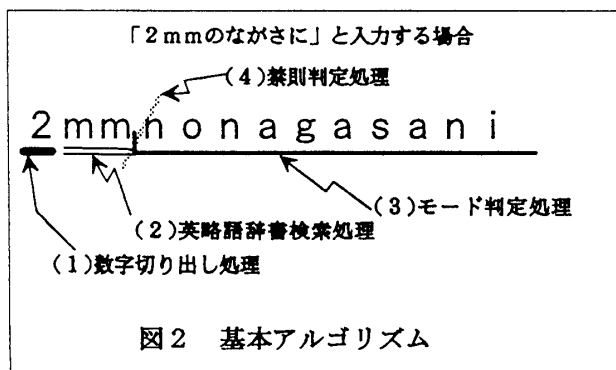 「２ｍｍのながさに」と入力する場合
（４）禁則判定処理
２ｍｍｎｏｎａｇａｓａｎｉ
（３）モード判定処理
（２）英略語辞書検索処理
（１）数字切り出し処理
図２　基本アルゴリズム